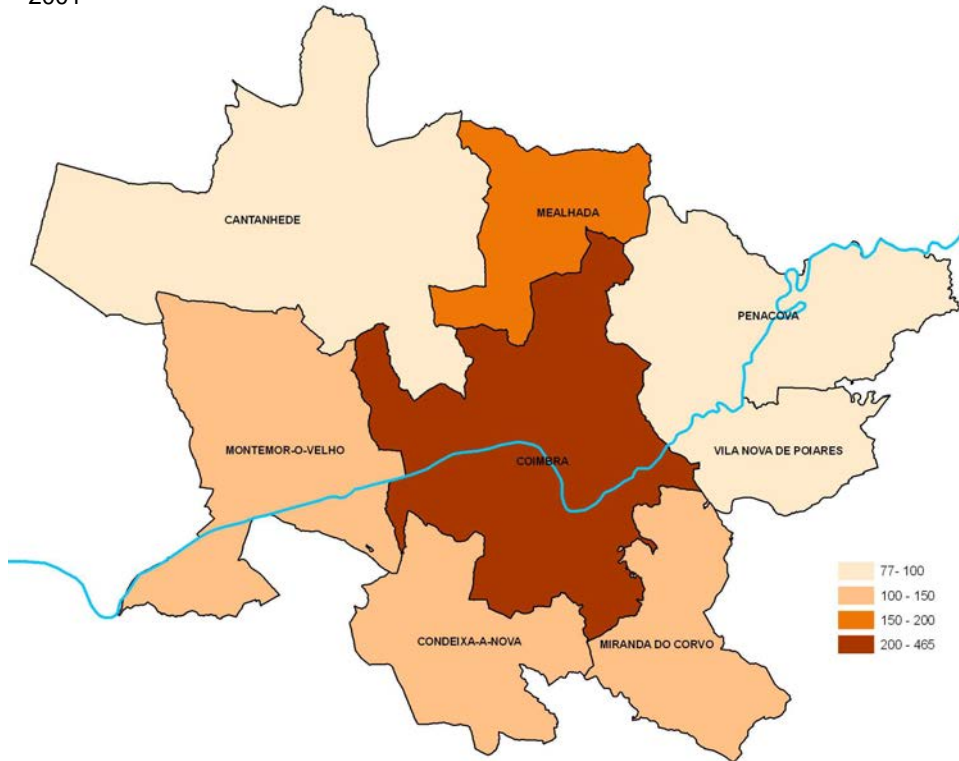 CANTANHEDE
MEALHADA
PENACOVA
MONTEMOR-O-VELHO
COIMBRA
VILA NOVA DE POIARES
CONDEIXA-A-NOVA
MIRANDA DO CORVO
77- 100
100 - 150
150 - 200
200 - 465